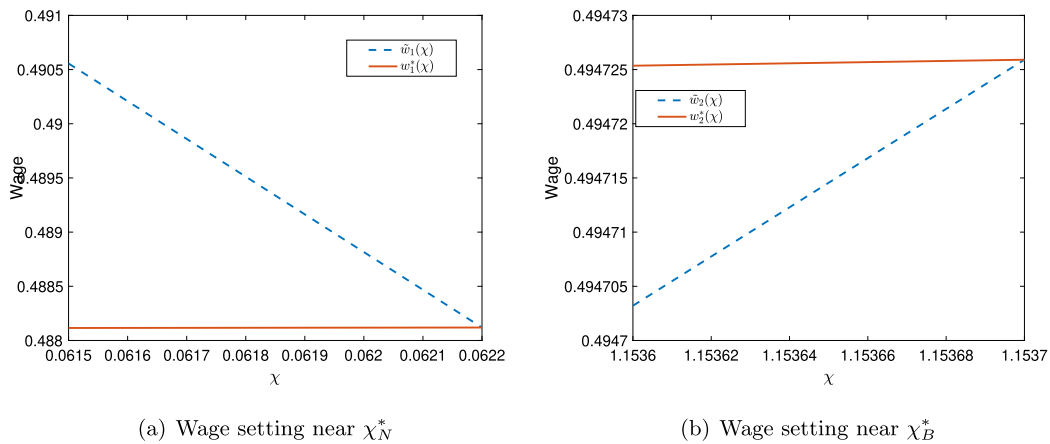 0.491
0.4905
0.49
0.4895
0.489
0.4885
0.488
Wage
w̃₁(χ)
w₁*(χ)
0.0615 0.0616 0.0617 0.0618 0.0619 0.062 0.0621 0.0622
χ
(a) Wage setting near χ*_N
0.49473
0.494725
0.49472
0.494715
0.49471
0.494705
0.4947
Wage
w̃₂(χ)
w₂*(χ)
1.1536 1.15362 1.15364 1.15366 1.15368 1.1537
χ
(b) Wage setting near χ*_B